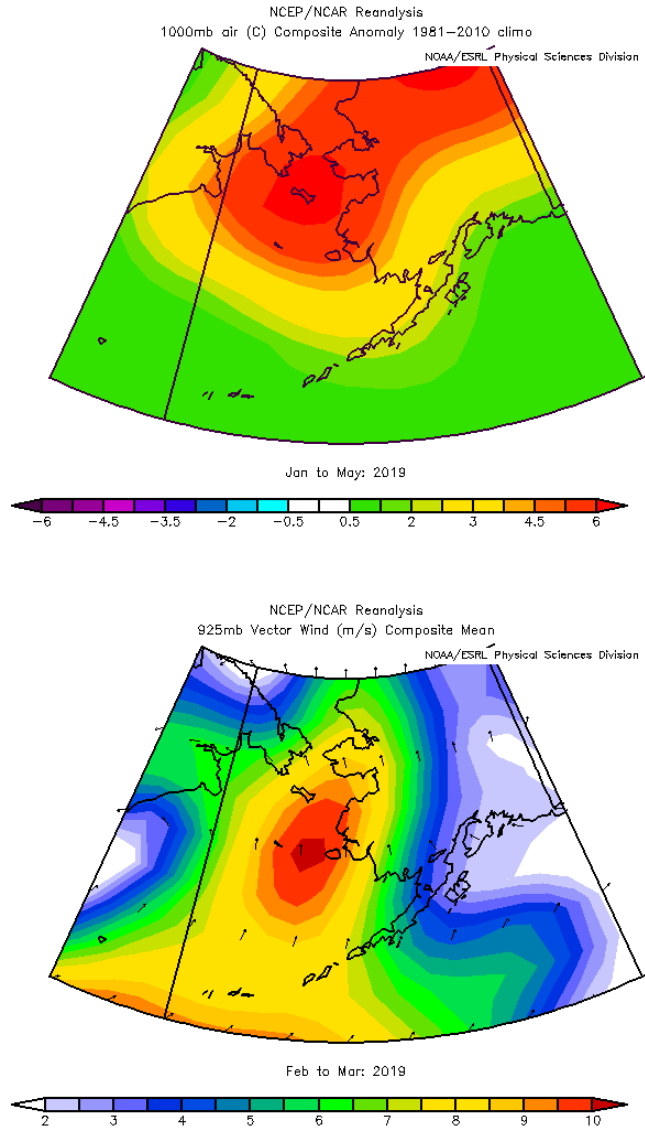 NCEP/NCAR Reanalysis
1000mb air (C) Composite Anomaly 1981-2010 climo
NOAA/ESRL Physical Sciences Division
Jan to May: 2019
-6 -4.5 -3.5 -2 -0.5 0.5 2 3 4.5 6
NCEP/NCAR Reanalysis
925mb Vector Wind (m/s) Composite Mean
NOAA/ESRL Physical Sciences Division
Feb to Mar: 2019
2 3 4 5 6 7 8 9 10